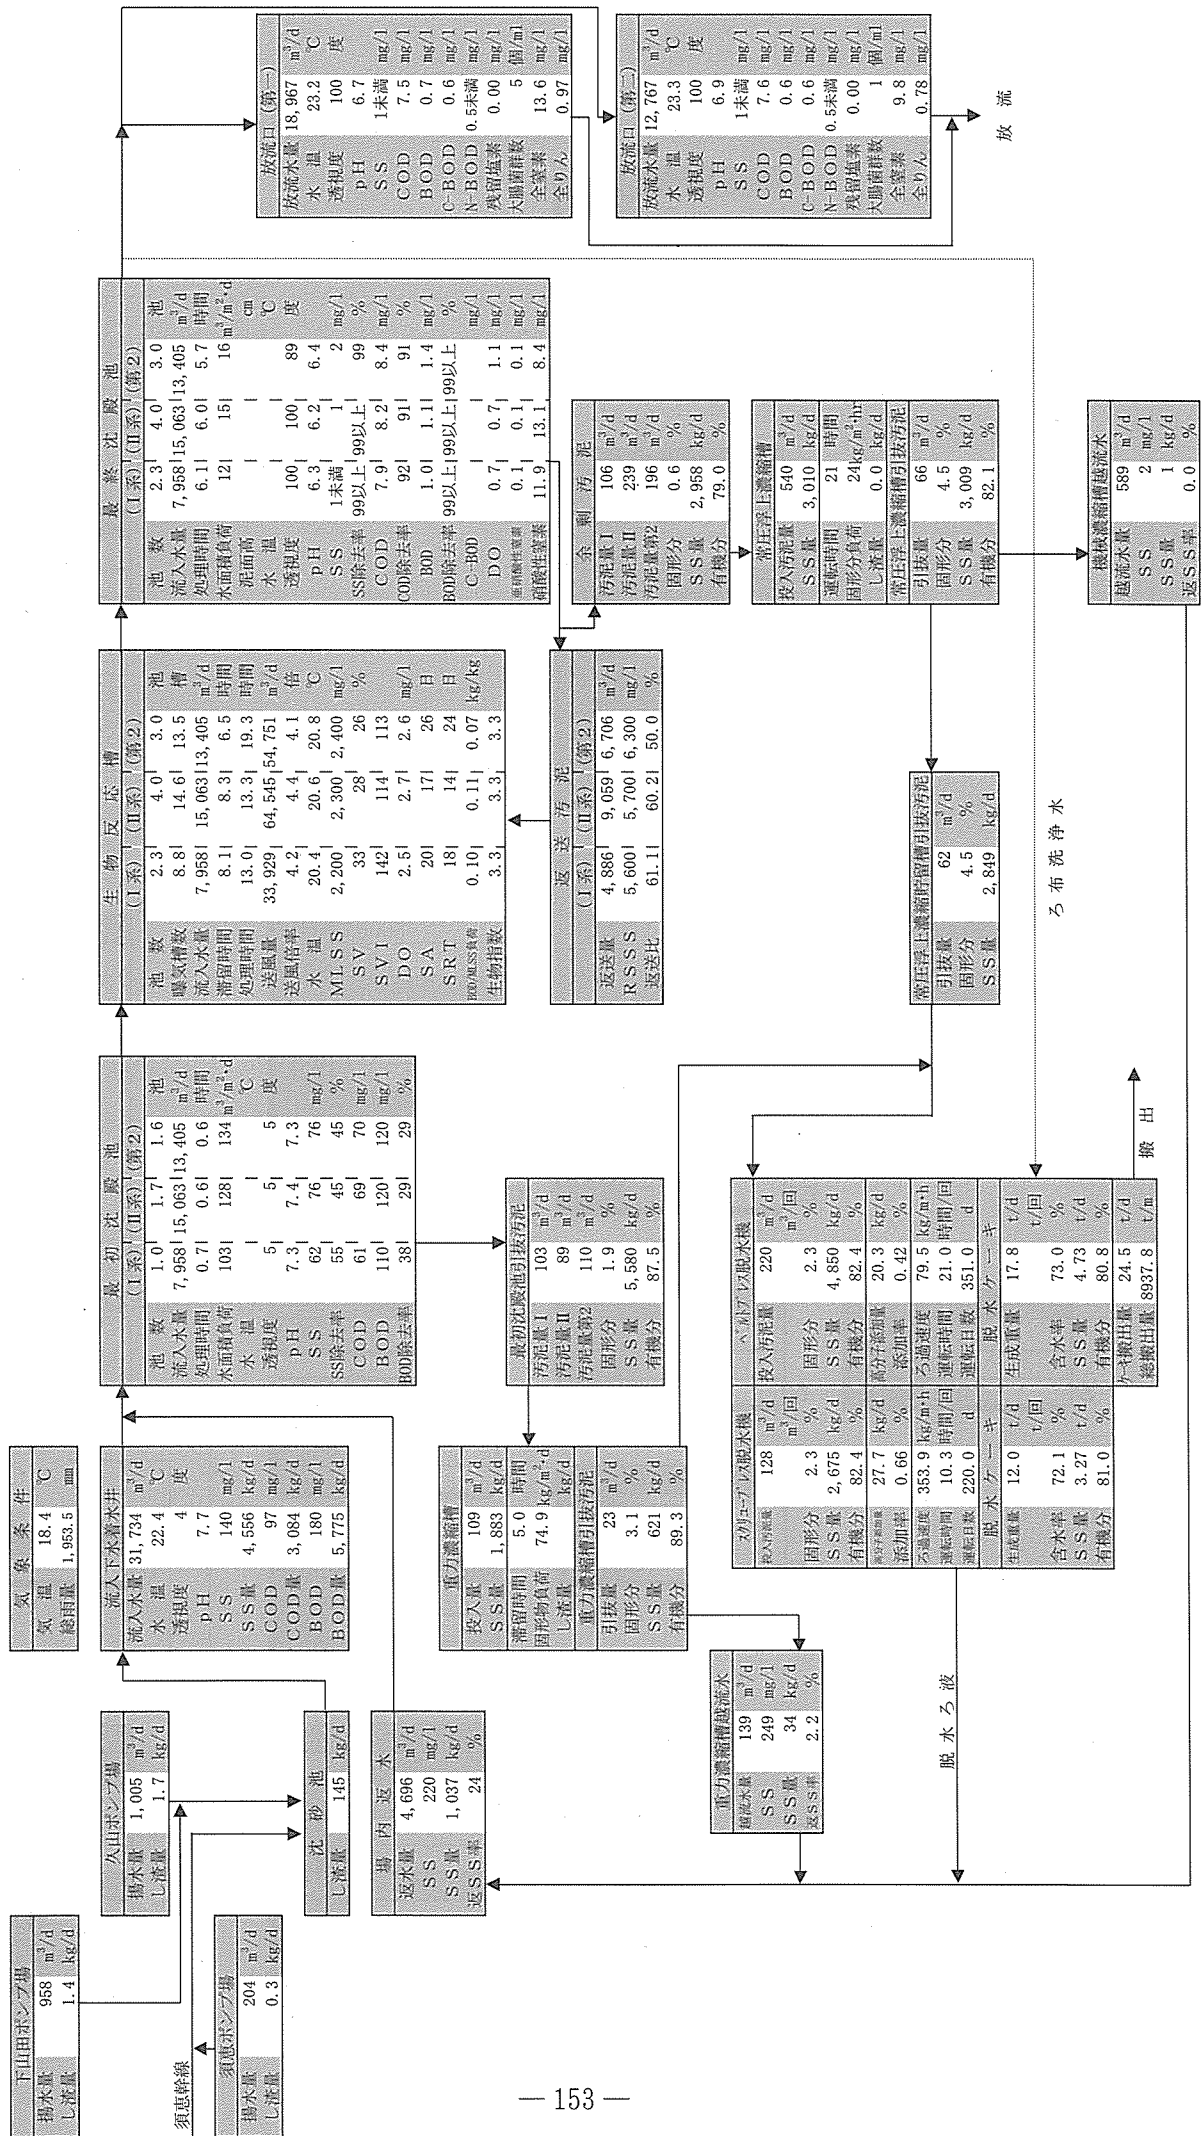 下山田ポンプ場
揚水量 958 m³/d
し渣量 1.4 kg/d
須恵幹線
須恵ポンプ場
揚水量 204 m³/d
し渣量 0.3 kg/d
久山ポンプ場
揚水量 1,005 m³/d
し渣量 1.7 kg/d
沈砂池
し渣量 145 kg/d
場内返水
返水量 4,696 m³/d
SS 220 mg/l
SS量 1,037 kg/d
返SS率 24 %
気象条件
気温 18.4 ℃
総雨量 1,953.5 mm
流入下水着水井
流入水量 31,734 m³/d
水温 22.4 ℃
透視度 4 度
pH 7.7
SS 140 mg/l
SS量 4,556 kg/d
COD 97 mg/l
COD量 3,084 kg/d
BOD 180 mg/l
BOD量 5,775 kg/d
最初沈殿池
(Ⅰ系) (Ⅱ系) (第2)
池数 1.0 1.7 1.6 池
流入水量 7,958 15,063 13,405 m³/d
処理時間 0.7 0.6 0.6 時間
水面積負荷 103 128 134 m³/m²·d
水温 ℃
透視度 5 5 5 度
pH 7.3 7.4 7.3
SS 62 76 76 mg/l
SS除去率 55 45 45 %
COD 61 69 70 mg/l
BOD 110 120 120 mg/l
BOD除去率 38 29 29 %
最初沈殿池引抜汚泥
汚泥量Ⅰ 103 m³/d
汚泥量Ⅱ 89 m³/d
汚泥量第2 110 m³/d
固形分 1.9 %
SS量 5,580 kg/d
有機分 87.5 %
重力濃縮槽
投入量 109 m³/d
SS量 1,883 kg/d
滞留時間 5.0 時間
固形物負荷 74.9 kg/m²·d
し渣量 kg/d
重力濃縮槽引抜汚泥
引抜量 23 m³/d
固形分 3.1 %
SS量 621 kg/d
有機分 89.3 %
重力濃縮槽越流水
越流水量 139 m³/d
SS 249 mg/l
SS量 34 kg/d
返SS率 2.2 %
脱水ろ液
生物反応槽
(Ⅰ系) (Ⅱ系) (第2)
池数 2.3 4.0 3.0 池
曝気槽数 8.8 14.6 13.5 槽
流入水量 7,958 15,063 13,405 m³/d
滞留時間 8.1 8.3 6.5 時間
処理時間 13.0 13.3 19.3 時間
送風量 33,929 64,545 54,751 m³/d
送風倍率 4.2 4.4 4.1 倍
水温 20.4 20.6 20.8 ℃
MLSS 2,200 2,300 2,400 mg/l
SV 33 28 26 %
SVI 142 114 113
DO 2.5 2.7 2.6 mg/l
SA 20 17 26 日
SRT 18 14 24 日
BOD/MLSS負荷 0.10 0.11 0.07 kg/kg
生物指数 3.3 3.3 3.3
返送汚泥
(Ⅰ系) (Ⅱ系) (第2)
返送量 4,886 9,059 6,706 m³/d
RSSS 5,600 5,700 6,300 mg/l
返送比 61.1 60.2 50.0 %
最終沈殿池
(Ⅰ系) (Ⅱ系) (第2)
池数 2.3 4.0 3.0 池
流入水量 7,958 15,063 13,405 m³/d
処理時間 6.1 6.0 5.7 時間
水面積負荷 12 15 16 m³/m²·d
泥面高 cm
水温 ℃
透視度 100 100 89 度
pH 6.3 6.2 6.4
SS 1未満 1 2 mg/l
SS除去率 99以上 99以上 99 %
COD 7.9 8.2 8.4 mg/l
COD除去率 92 91 91 %
BOD 1.0 1.1 1.4 mg/l
BOD除去率 99以上 99以上 99以上 %
C-BOD mg/l
DO 0.7 0.7 1.1 mg/l
亜硝酸性窒素 0.1 0.1 0.1 mg/l
硝酸性窒素 11.9 13.1 8.4 mg/l
余剰汚泥
汚泥量Ⅰ 106 m³/d
汚泥量Ⅱ 239 m³/d
汚泥量第2 196 m³/d
固形分 0.6 %
SS量 2,958 kg/d
有機分 79.0 %
常圧浮上濃縮槽
投入汚泥量 540 m³/d
SS量 3,010 kg/d
運転時間 21 時間
固形分負荷 24 kg/m²·hr
し渣量 0.0 kg/d
常圧浮上濃縮槽引抜汚泥
引抜量 66 m³/d
固形分 4.5 %
SS量 3,009 kg/d
有機分 82.1 %
機械濃縮槽越流水
越流水量 589 m³/d
SS 2 mg/l
SS量 1 kg/d
返SS率 0.0 %
常圧浮上濃縮貯留槽引抜汚泥
引抜量 62 m³/d
固形分 4.5 %
SS量 2,849 kg/d
ろ布洗浄水
スクリュープレス脱水機
投入汚泥量 128 m³/d
m³/回
固形分 2.3 %
SS量 2,675 kg/d
有機分 82.4 %
高分子添加量 27.7 kg/d
添加率 0.66 %
ろ過速度 353.9 kg/m·h
運転時間 10.3 時間/回
運転日数 220.0 d
脱水ケーキ
生成重量 12.0 t/d
t/回
含水率 72.1 %
SS量 3.27 t/d
有機分 81.0 %
ベルトプレス脱水機
投入汚泥量 220 m³/d
m³/回
固形分 2.3 %
SS量 4,850 kg/d
有機分 82.4 %
高分子添加量 20.3 kg/d
添加率 0.42 %
ろ過速度 79.5 kg/m·h
運転時間 21.0 時間/回
運転日数 351.0 d
脱水ケーキ
生成重量 17.8 t/d
t/回
含水率 73.0 %
SS量 4.73 t/d
有機分 80.8 %
ケーキ搬出量 24.5 t/d
総搬出量 8937.8 t/m
搬出
放流口(第一)
放流水量 18,967 m³/d
水温 23.2 ℃
透視度 100 度
pH 6.7
SS 1未満 mg/l
COD 7.5 mg/l
BOD 0.7 mg/l
C-BOD 0.6 mg/l
N-BOD 0.5未満 mg/l
残留塩素 0.00 mg/l
大腸菌群数 5 個/ml
全窒素 13.6 mg/l
全りん 0.97 mg/l
放流口(第二)
放流水量 12,767 m³/d
水温 23.3 ℃
透視度 100 度
pH 6.9
SS 1未満 mg/l
COD 7.6 mg/l
BOD 0.6 mg/l
C-BOD 0.6 mg/l
N-BOD 0.5未満 mg/l
残留塩素 0.00 mg/l
大腸菌群数 1 個/ml
全窒素 9.8 mg/l
全りん 0.78 mg/l
放流
— 153 —